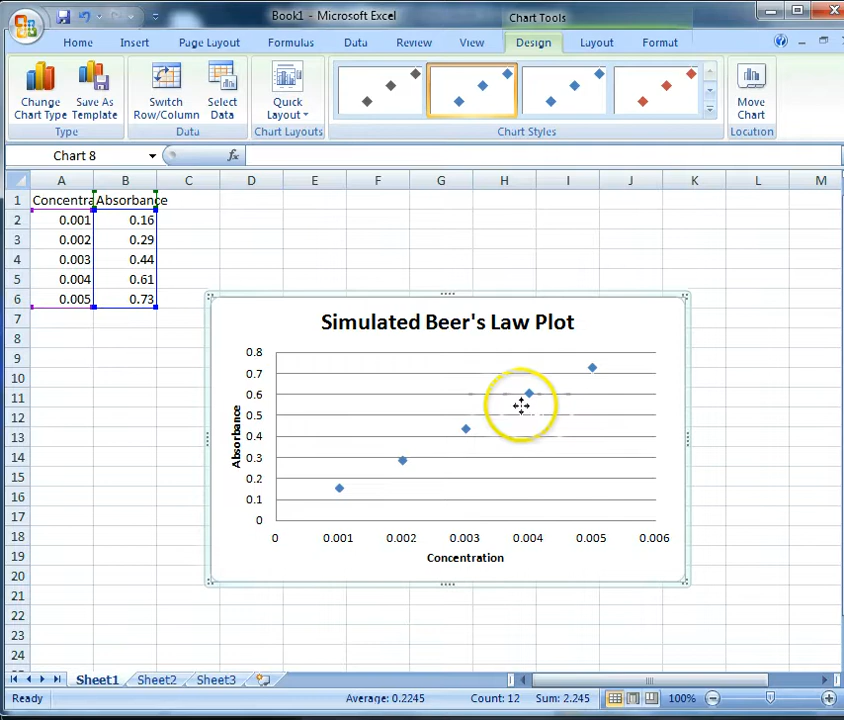 Book1 - Microsoft Excel
Chart Tools
Home Insert Page Layout Formulas Data Review View Design Layout Format
Change Chart Type
Save As Template
Switch Row/Column
Select Data
Quick Layout
Move Chart
Type Data Chart Layouts Chart Styles Location
Chart 8 fx
A B C D E F G H I J K L M
1 Concentra Absorbance
2 0.001 0.16
3 0.002 0.29
4 0.003 0.44
5 0.004 0.61
6 0.005 0.73
7
8
9
10
11
12
13
14
15
16
17
18
19
20
21
22
23
24
Simulated Beer's Law Plot
0.8
0.7
0.6
0.5
0.4
0.3
0.2
0.1
0
Absorbance
0 0.001 0.002 0.003 0.004 0.005 0.006
Concentration
Sheet1 Sheet2 Sheet3
Ready Average: 0.2245 Count: 12 Sum: 2.245 100%